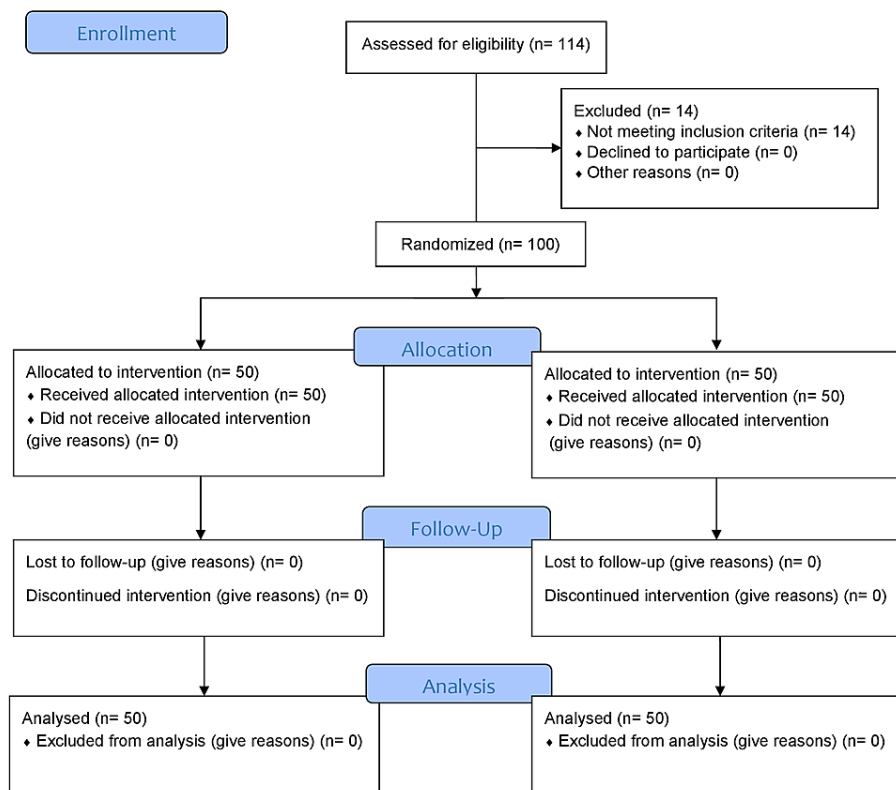 Enrollment
Assessed for eligibility (n= 114)
Excluded (n= 14)
♦ Not meeting inclusion criteria (n= 14)
♦ Declined to participate (n= 0)
♦ Other reasons (n= 0)
Randomized (n= 100)
Allocation
Allocated to intervention (n= 50)
♦ Received allocated intervention (n= 50)
♦ Did not receive allocated intervention
(give reasons) (n= 0)
Allocated to intervention (n= 50)
♦ Received allocated intervention (n= 50)
♦ Did not receive allocated intervention
(give reasons) (n= 0)
Follow-Up
Lost to follow-up (give reasons) (n= 0)
Discontinued intervention (give reasons) (n= 0)
Lost to follow-up (give reasons) (n= 0)
Discontinued intervention (give reasons) (n= 0)
Analysis
Analysed (n= 50)
♦ Excluded from analysis (give reasons) (n= 0)
Analysed (n= 50)
♦ Excluded from analysis (give reasons) (n= 0)